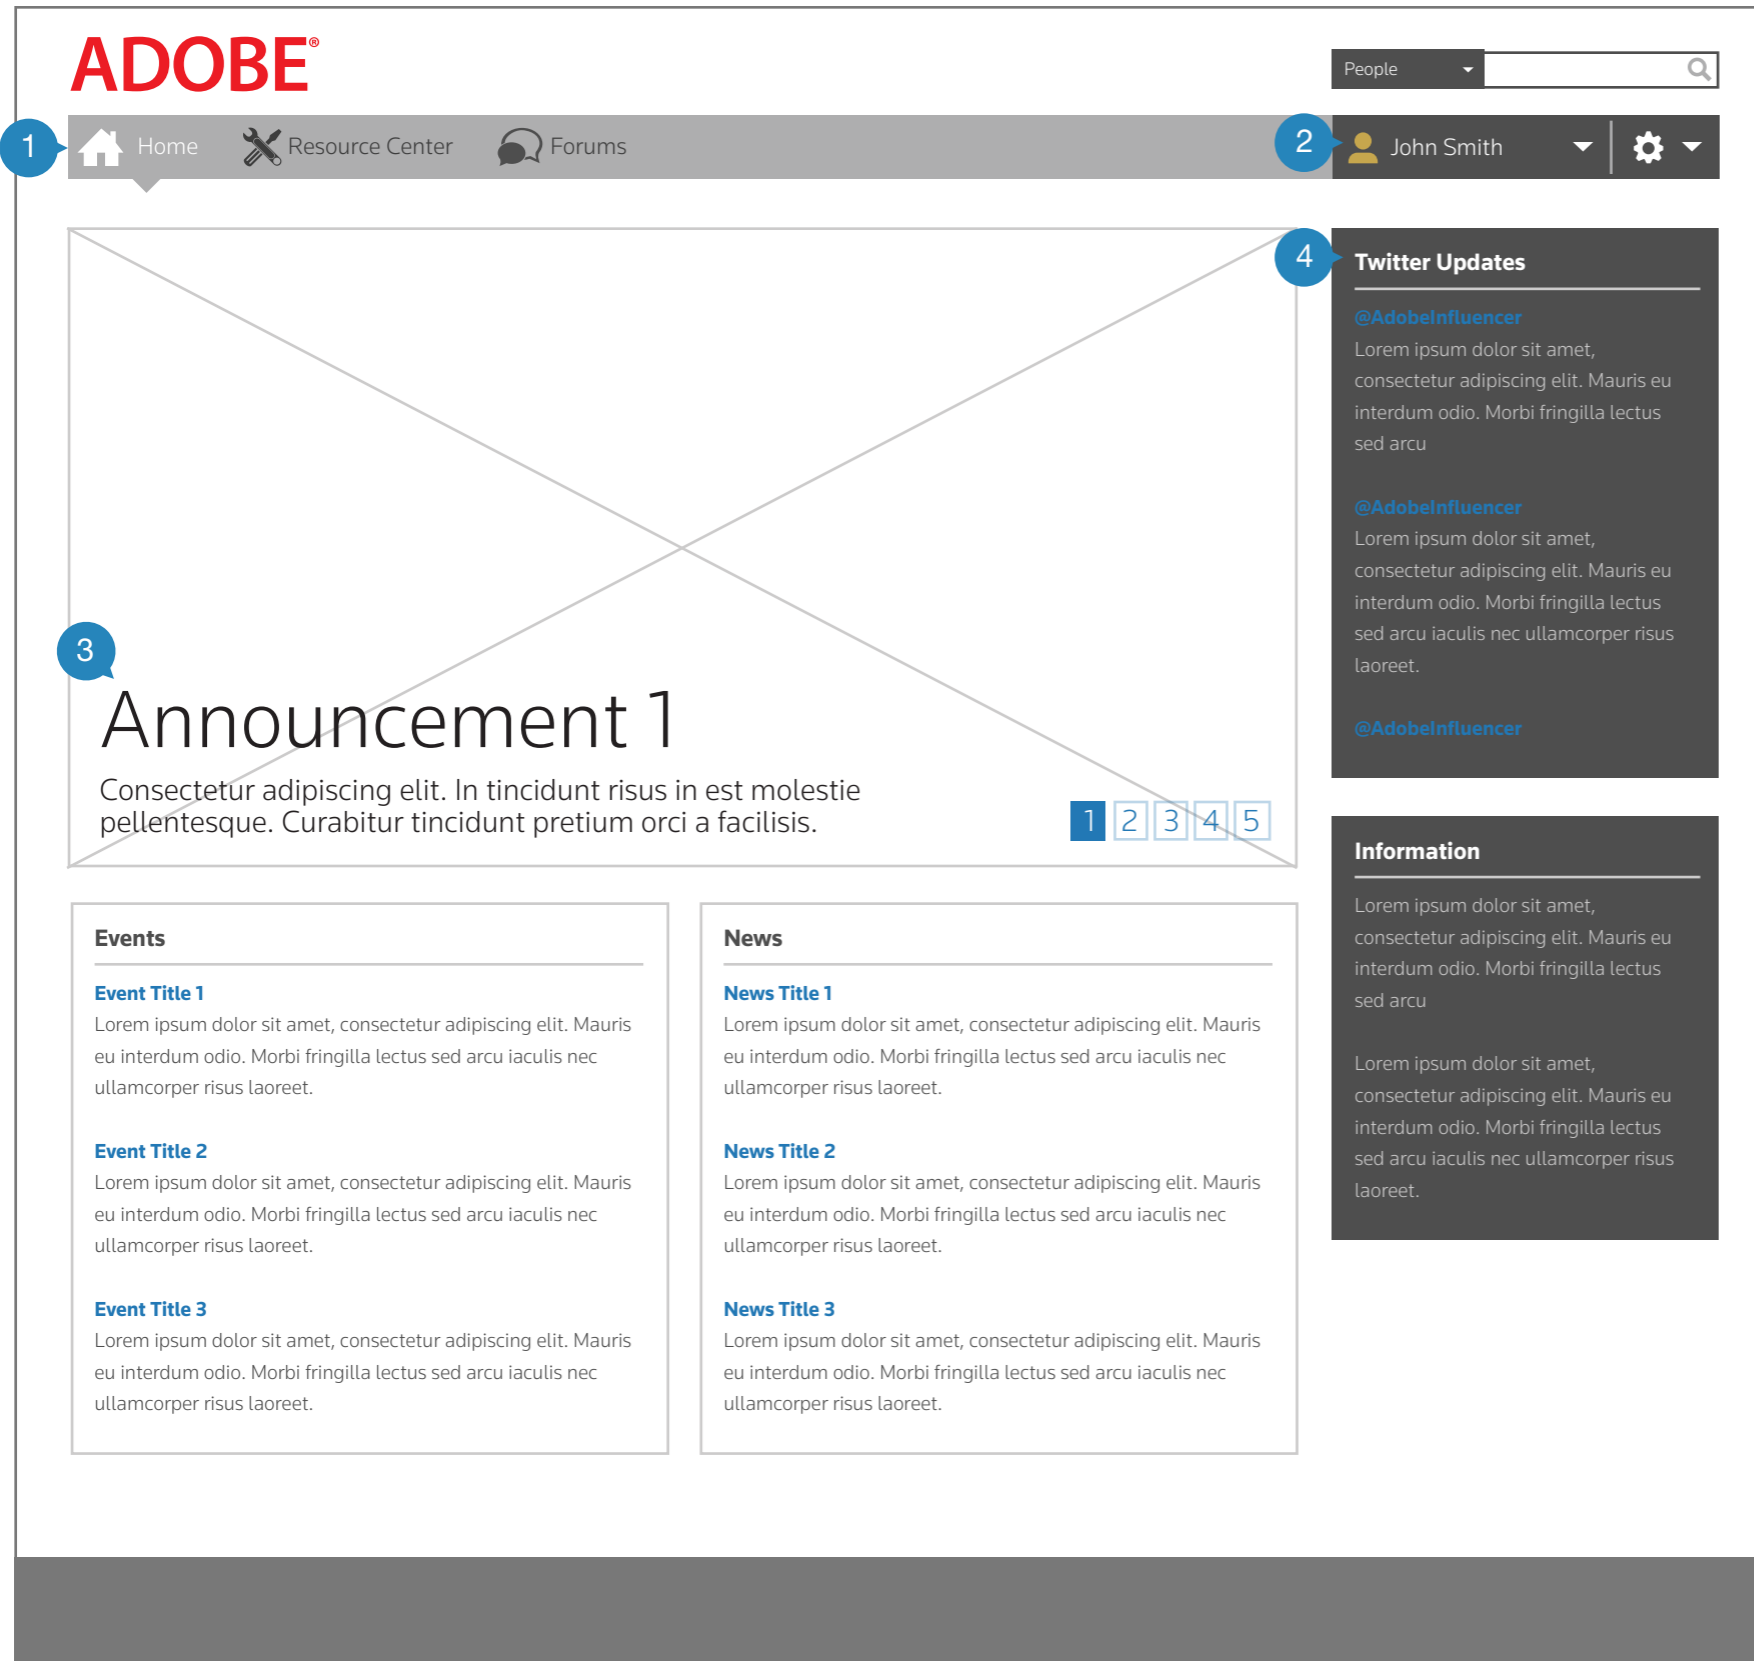 ADOBE®
People
1
Home
Resource Center
Forums
2
John Smith
3
Announcement 1
Consectetur adipiscing elit. In tincidunt risus in est molestie
pellentesque. Curabitur tincidunt pretium orci a facilisis.
1 2 3 4 5
4
Twitter Updates
@AdobeInfluencer
Lorem ipsum dolor sit amet,
consectetur adipiscing elit. Mauris eu
interdum odio. Morbi fringilla lectus
sed arcu
@AdobeInfluencer
Lorem ipsum dolor sit amet,
consectetur adipiscing elit. Mauris eu
interdum odio. Morbi fringilla lectus
sed arcu iaculis nec ullamcorper risus
laoreet.
@AdobeInfluencer
Information
Lorem ipsum dolor sit amet,
consectetur adipiscing elit. Mauris eu
interdum odio. Morbi fringilla lectus
sed arcu
Lorem ipsum dolor sit amet,
consectetur adipiscing elit. Mauris eu
interdum odio. Morbi fringilla lectus
sed arcu iaculis nec ullamcorper risus
laoreet.
Events
Event Title 1
Lorem ipsum dolor sit amet, consectetur adipiscing elit. Mauris
eu interdum odio. Morbi fringilla lectus sed arcu iaculis nec
ullamcorper risus laoreet.
Event Title 2
Lorem ipsum dolor sit amet, consectetur adipiscing elit. Mauris
eu interdum odio. Morbi fringilla lectus sed arcu iaculis nec
ullamcorper risus laoreet.
Event Title 3
Lorem ipsum dolor sit amet, consectetur adipiscing elit. Mauris
eu interdum odio. Morbi fringilla lectus sed arcu iaculis nec
ullamcorper risus laoreet.
News
News Title 1
Lorem ipsum dolor sit amet, consectetur adipiscing elit. Mauris
eu interdum odio. Morbi fringilla lectus sed arcu iaculis nec
ullamcorper risus laoreet.
News Title 2
Lorem ipsum dolor sit amet, consectetur adipiscing elit. Mauris
eu interdum odio. Morbi fringilla lectus sed arcu iaculis nec
ullamcorper risus laoreet.
News Title 3
Lorem ipsum dolor sit amet, consectetur adipiscing elit. Mauris
eu interdum odio. Morbi fringilla lectus sed arcu iaculis nec
ullamcorper risus laoreet.